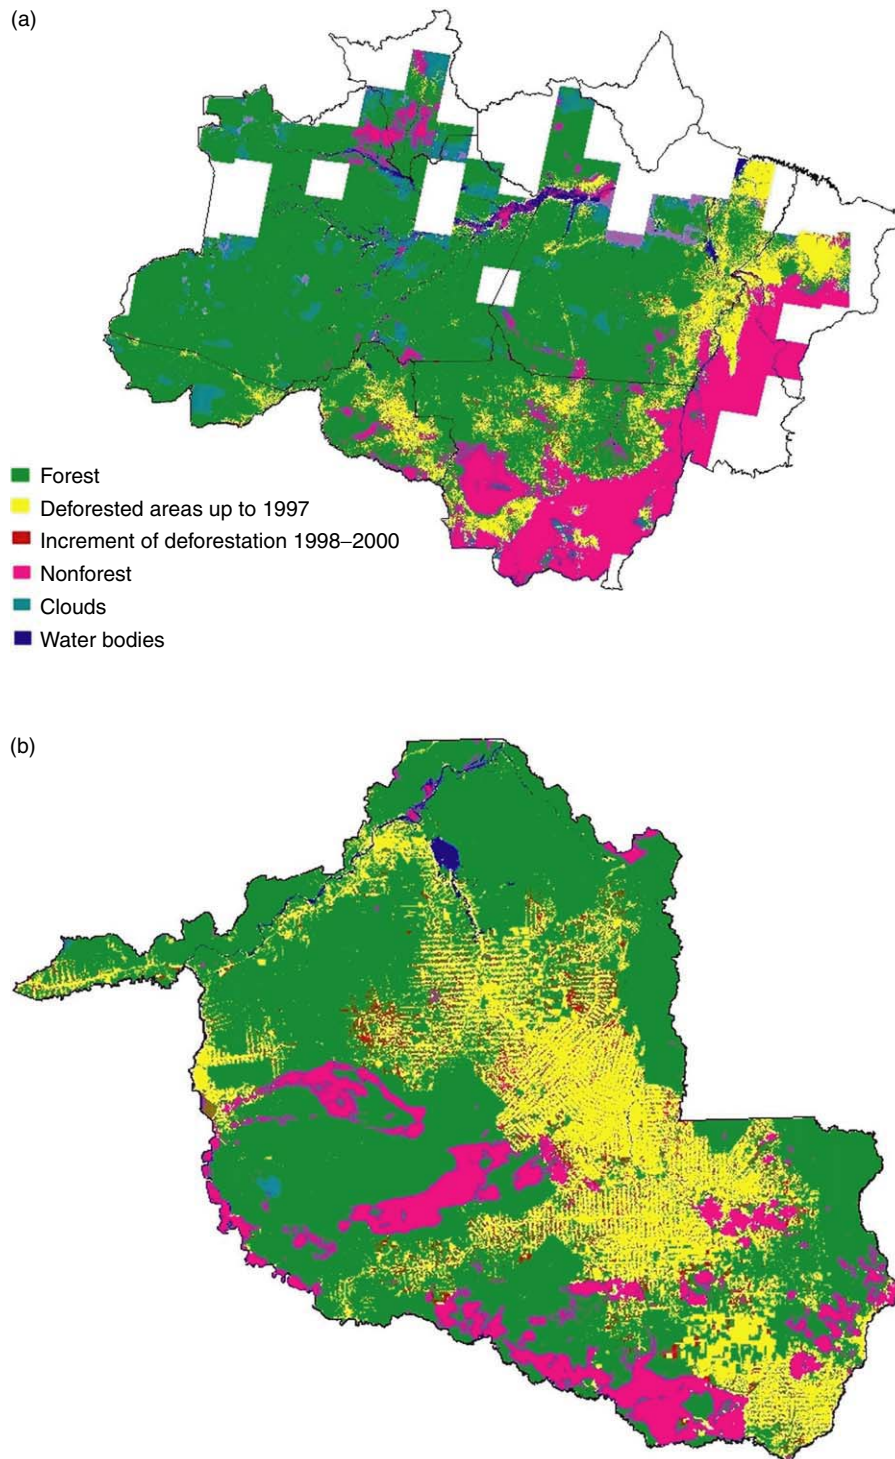 (a)
Forest
Deforested areas up to 1997
Increment of deforestation 1998–2000
Nonforest
Clouds
Water bodies
(b)